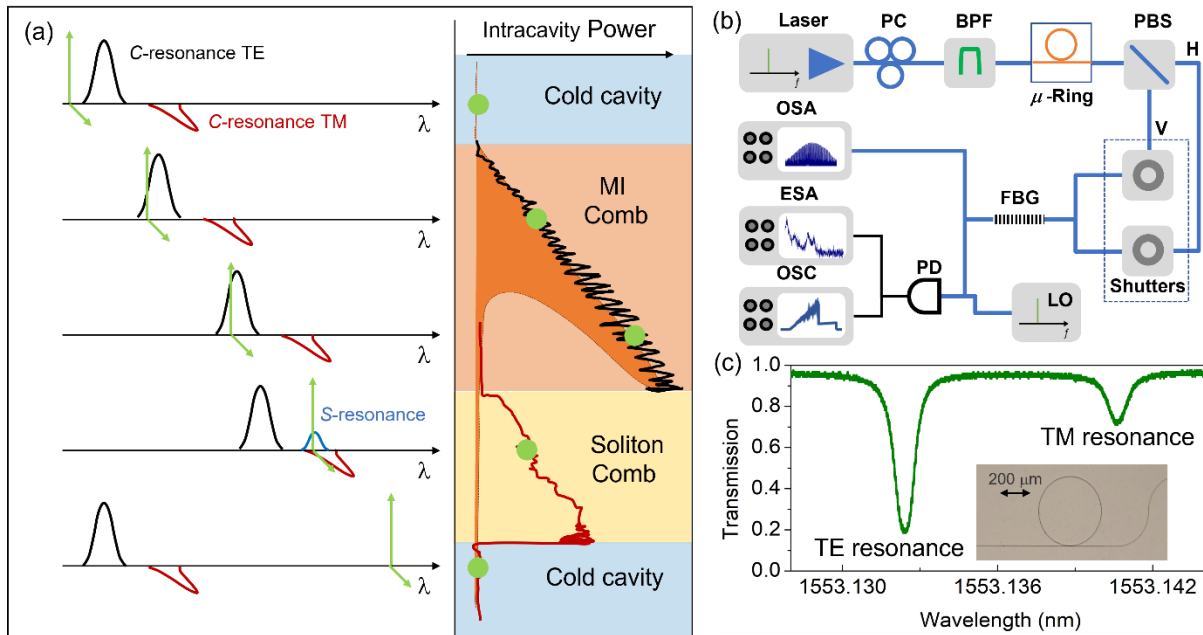 (a)
Intracavity Power
C-resonance TE
C-resonance TM
λ
Cold cavity
λ
MI
Comb
λ
S-resonance
λ
Soliton
Comb
λ
Cold cavity
(b)
Laser
PC
BPF
PBS
H
f
μ-Ring
OSA
V
ESA
FBG
OSC
PD
Shutters
LO
f
(c)
1.0
0.8
0.6
0.4
0.2
0.0
Transmission
TM resonance
200 μm
TE resonance
1553.130
1553.136
1553.142
Wavelength (nm)